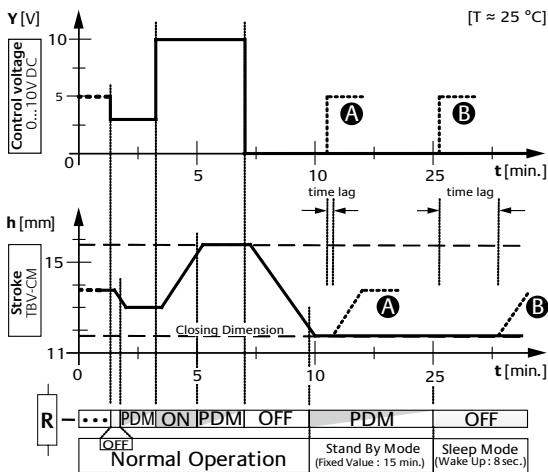 Y [V]
[T ≈ 25 °C]
Control voltage
0...10V DC
10
5
0
5
10
25
t [min.]
A
B
time lag
time lag
h [mm]
Stroke
TBV-CM
15
11
Closing Dimension
A
B
5
10
25
t [min.]
R
PDM
ON
PDM
OFF
PDM
OFF
OFF
Normal Operation
Stand By Mode
(Fixed Value : 15 min.)
Sleep Mode
(Wake Up : 8 sec.)